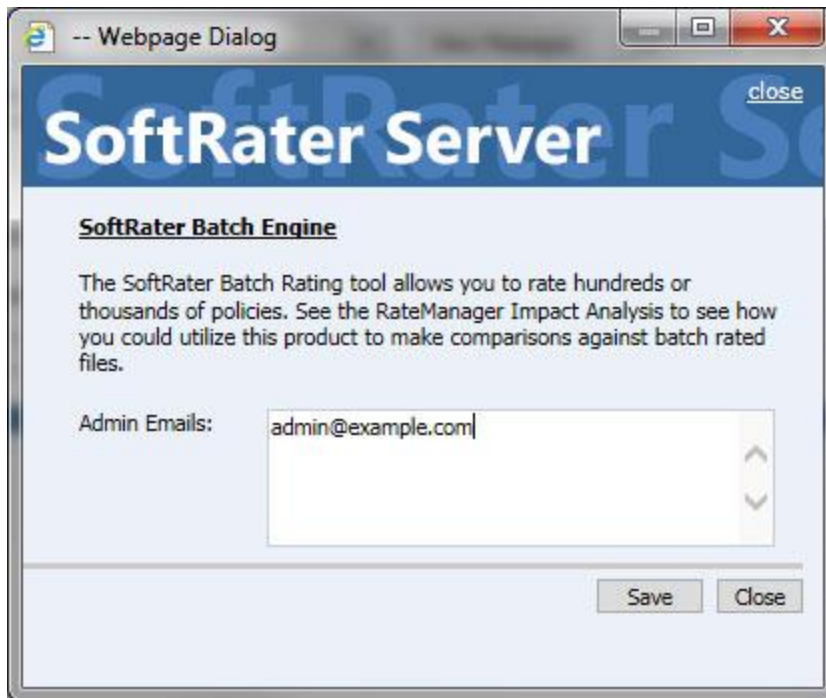 -- Webpage Dialog
close
SoftRater Server
SoftRater Batch Engine
The SoftRater Batch Rating tool allows you to rate hundreds or
thousands of policies. See the RateManager Impact Analysis to see how
you could utilize this product to make comparisons against batch rated
files.
Admin Emails:
admin@example.com
Save
Close